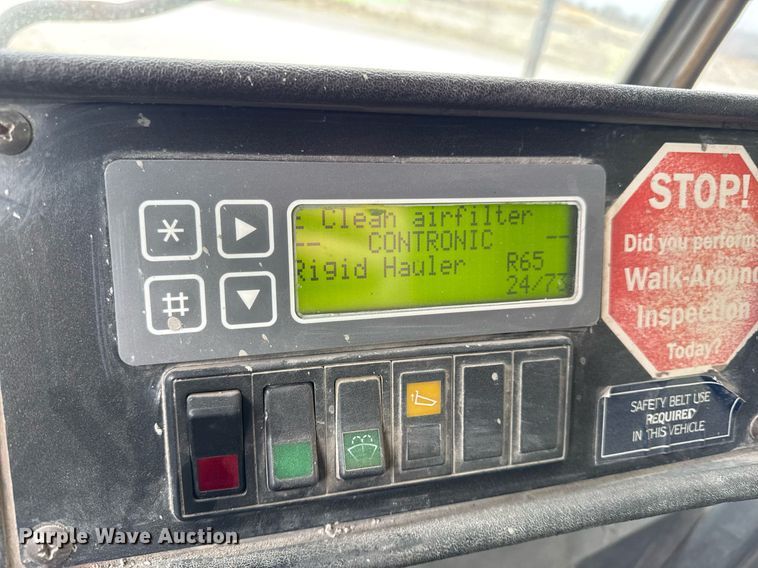 E Clean airfilter
-- CONTRONIC --
Rigid Hauler R65
24/73
*
#
STOP!
Did you perform
Walk-Around
Inspection
Today?
SAFETY BELT USE
REQUIRED
IN THIS VEHICLE
Purple Wave Auction